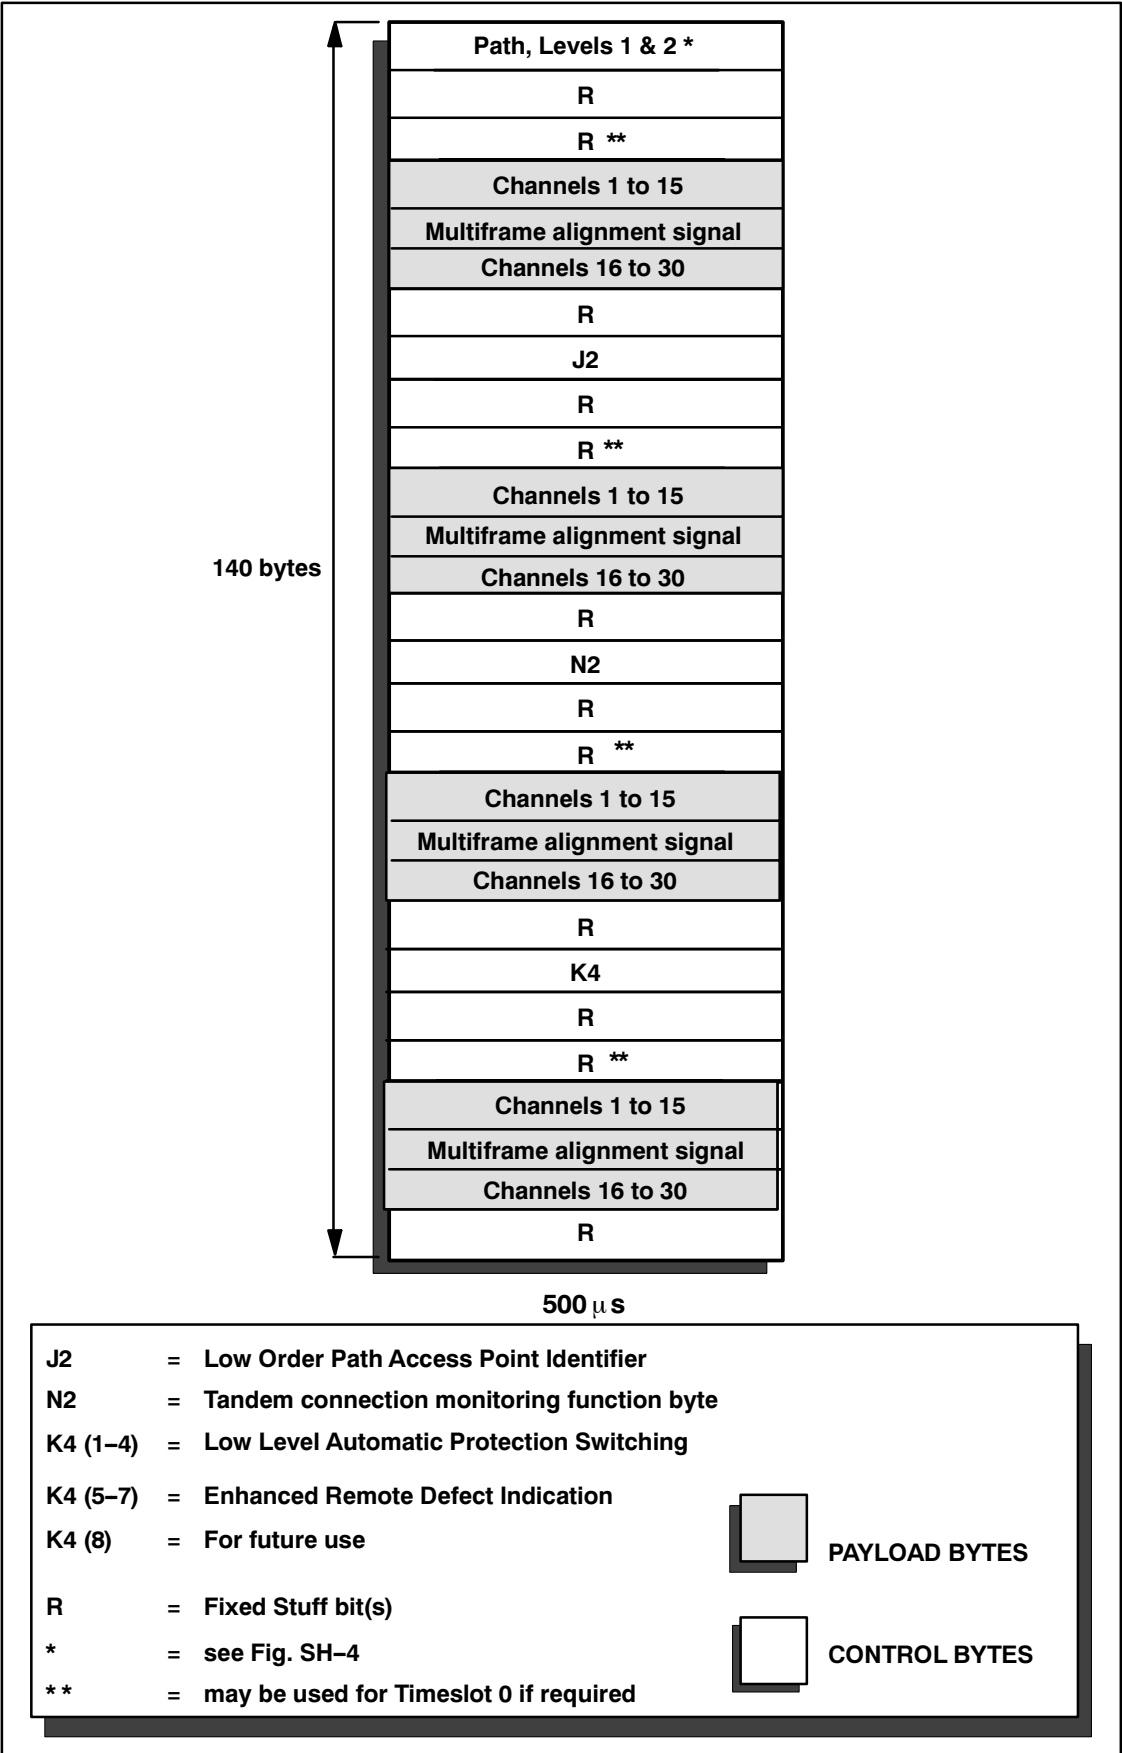 Path, Levels 1 & 2 *
R
R **
Channels 1 to 15
Multiframe alignment signal
Channels 16 to 30
R
J2
R
R **
Channels 1 to 15
Multiframe alignment signal
140 bytes
Channels 16 to 30
R
N2
R
R **
Channels 1 to 15
Multiframe alignment signal
Channels 16 to 30
R
K4
R
R **
Channels 1 to 15
Multiframe alignment signal
Channels 16 to 30
R
500 μs
J2 = Low Order Path Access Point Identifier
N2 = Tandem connection monitoring function byte
K4 (1–4) = Low Level Automatic Protection Switching
K4 (5–7) = Enhanced Remote Defect Indication
K4 (8) = For future use
PAYLOAD BYTES
R = Fixed Stuff bit(s)
* = see Fig. SH–4
CONTROL BYTES
* * = may be used for Timeslot 0 if required